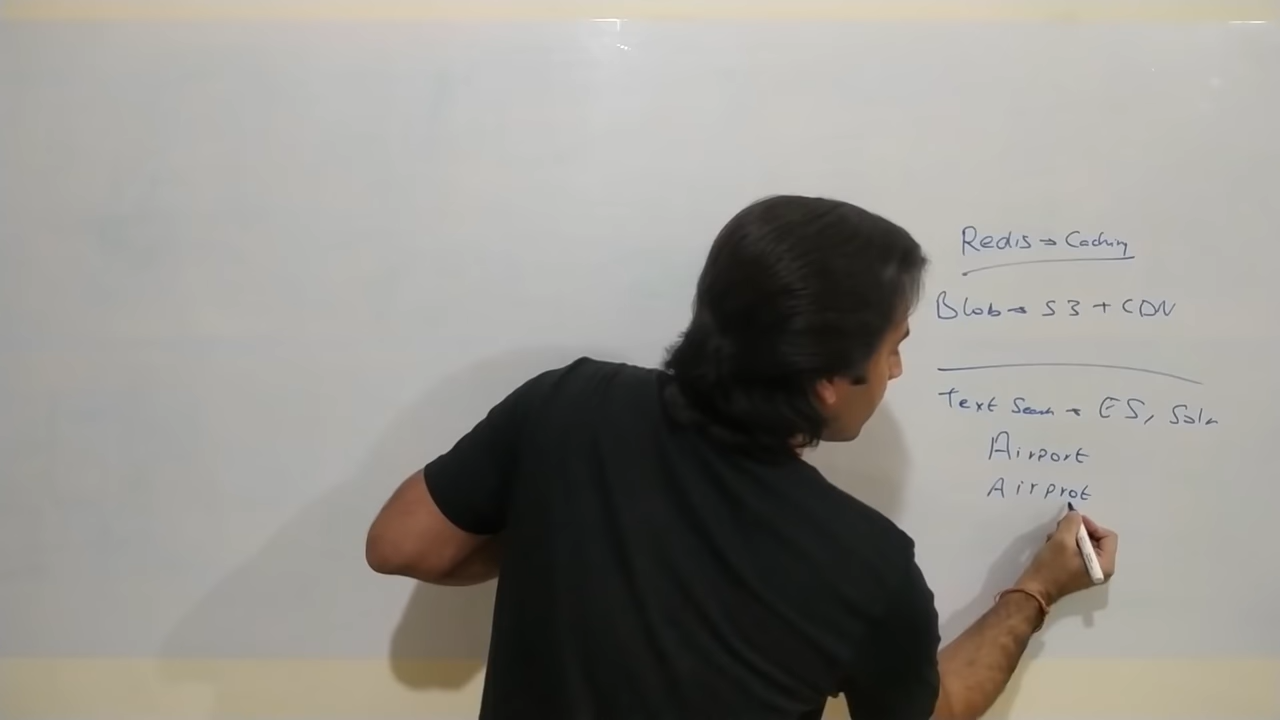 Redis → Caching
Blob → S3 + CDN
Text Search → ES, Solr
Airport
Airprot